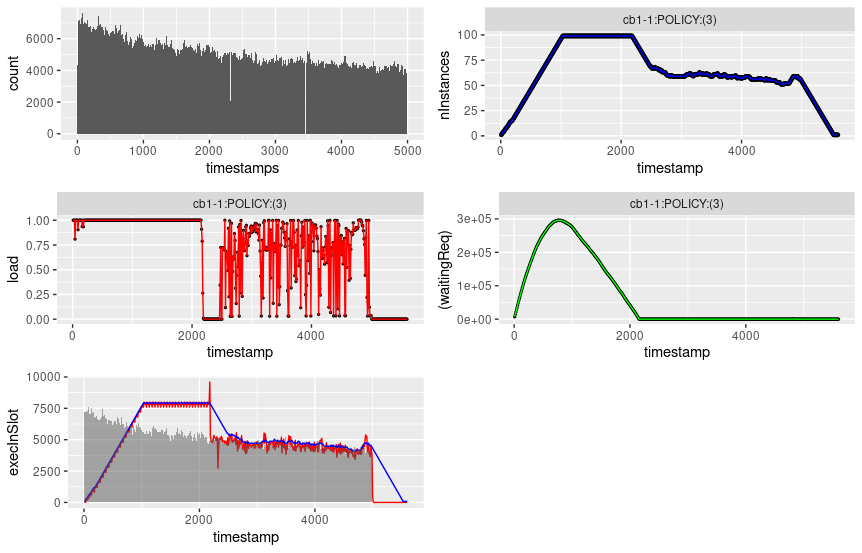 6000
4000
2000
0
count
0 1000 2000 3000 4000 5000
timestamps
cb1-1:POLICY:(3)
100
75
50
25
0
nInstances
0 2000 4000
timestamp
cb1-1:POLICY:(3)
1.00
0.75
0.50
0.25
0.00
load
0 2000 4000
timestamp
cb1-1:POLICY:(3)
3e+05
2e+05
1e+05
0e+00
(waitingReq)
0 2000 4000
timestamp
10000
7500
5000
2500
0
execInSlot
0 2000 4000
timestamp